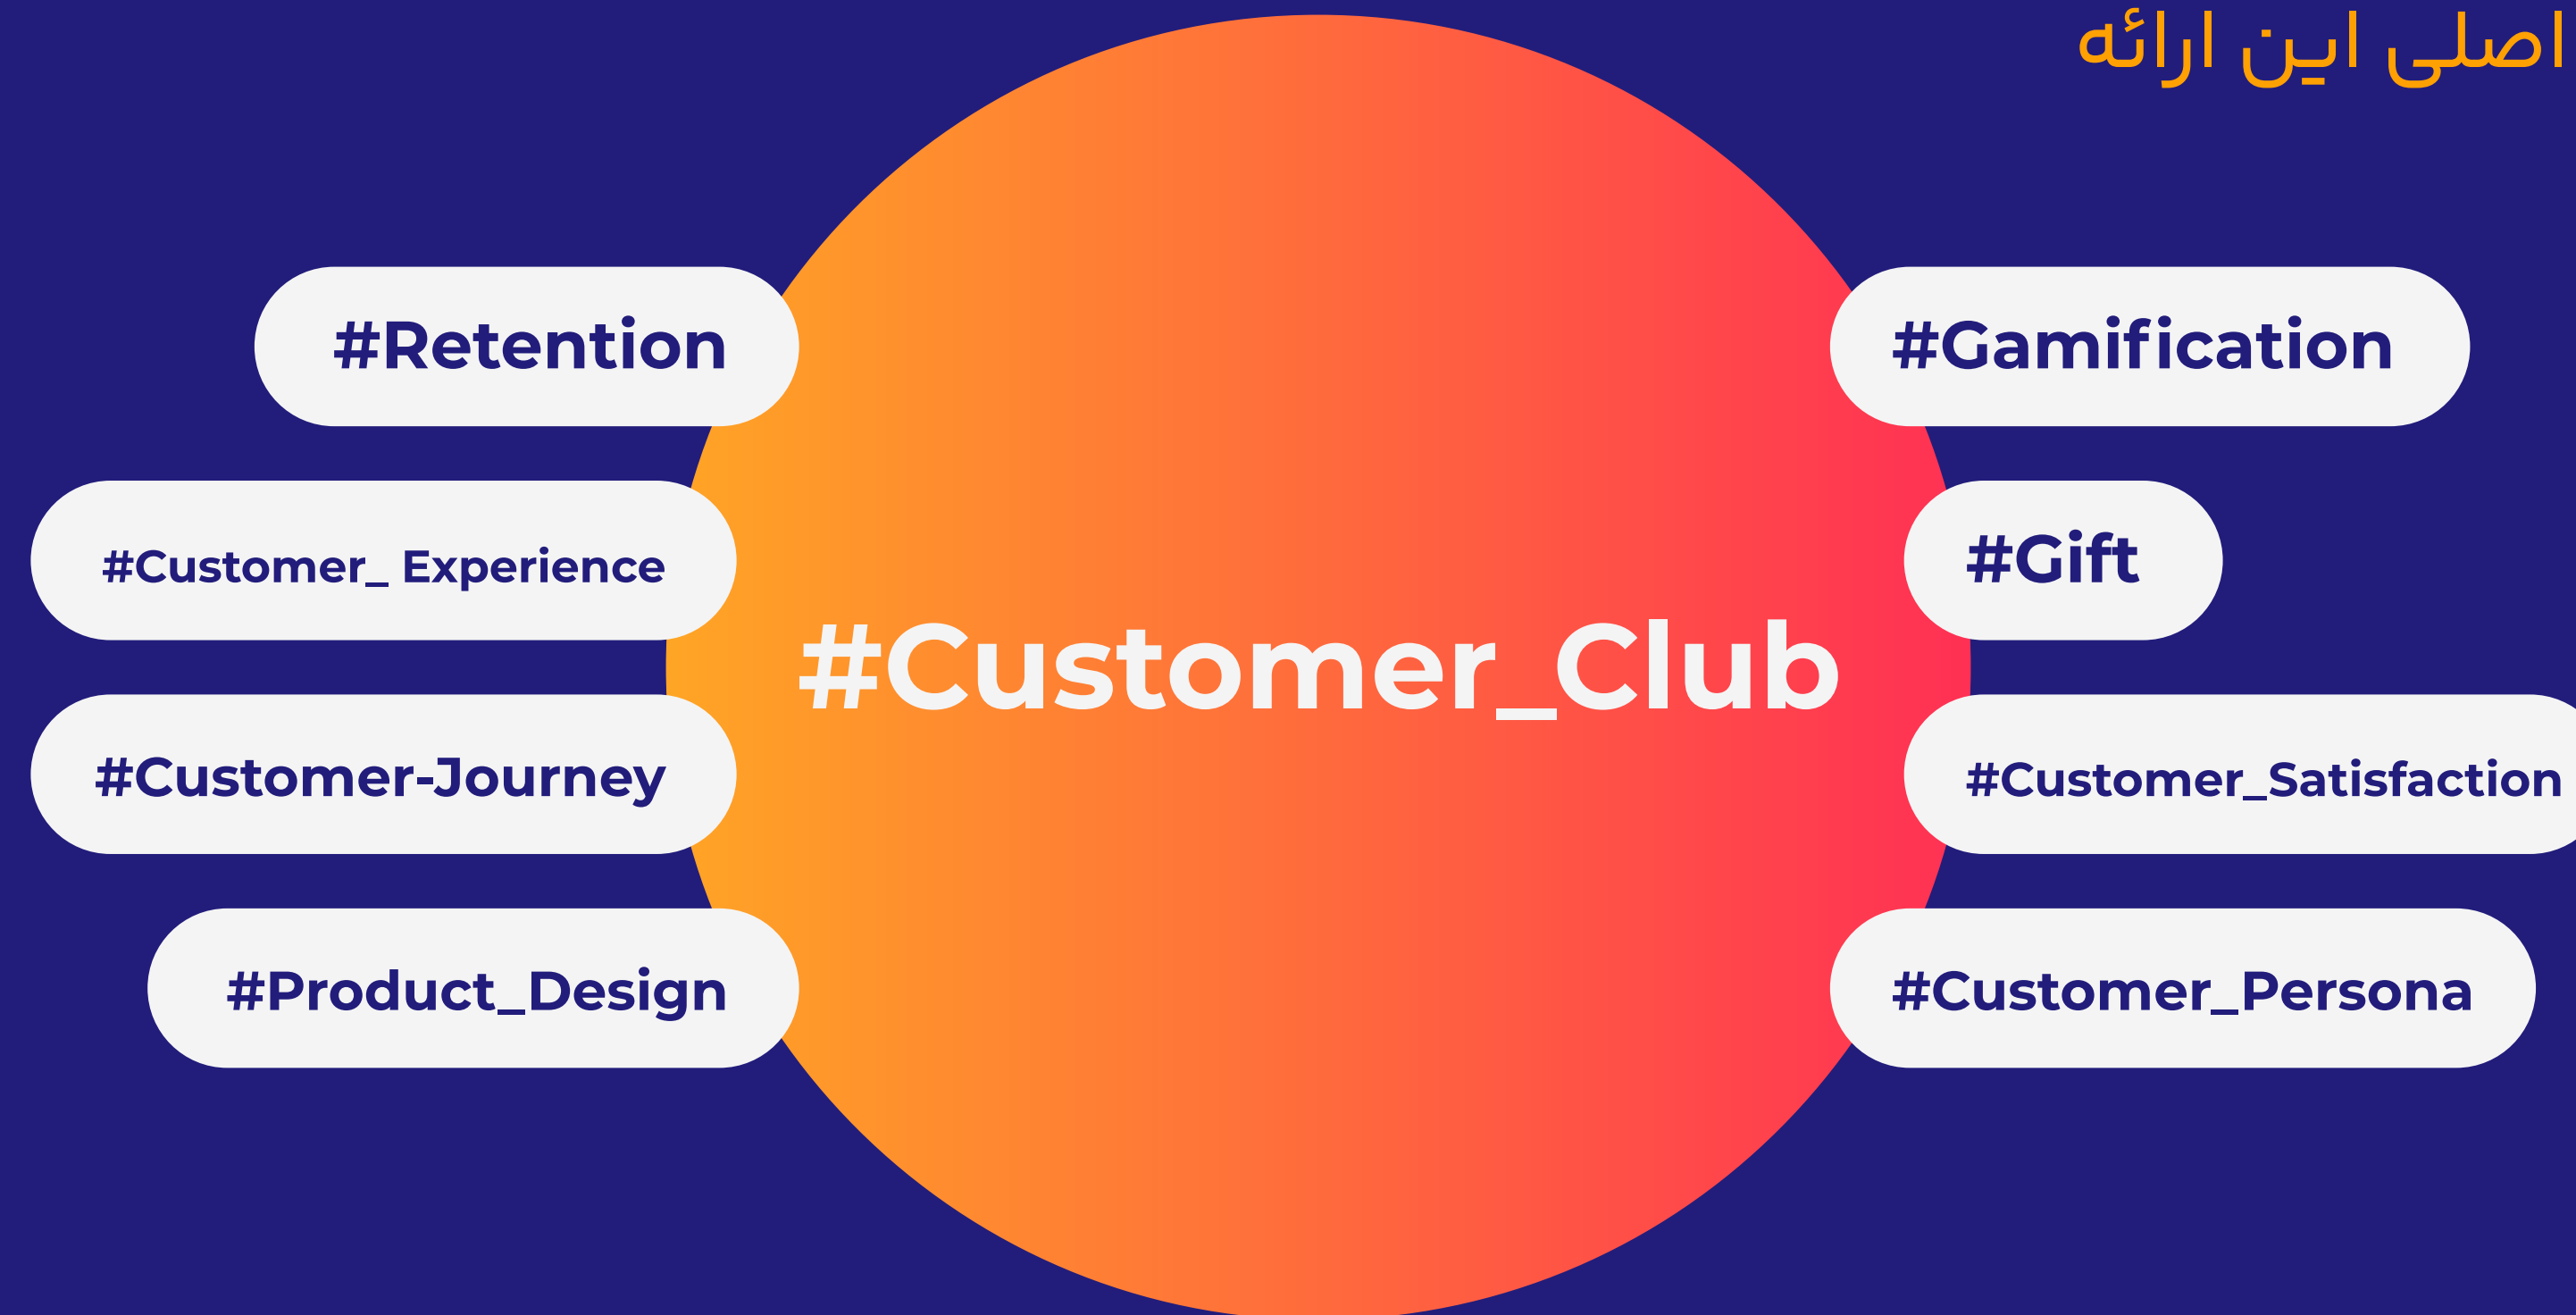 اصلی این ارائه
#Retention
#Customer_ Experience
#Customer-Journey
#Product_Design
#Customer_Club
#Gamification
#Gift
#Customer_Satisfaction
#Customer_Persona